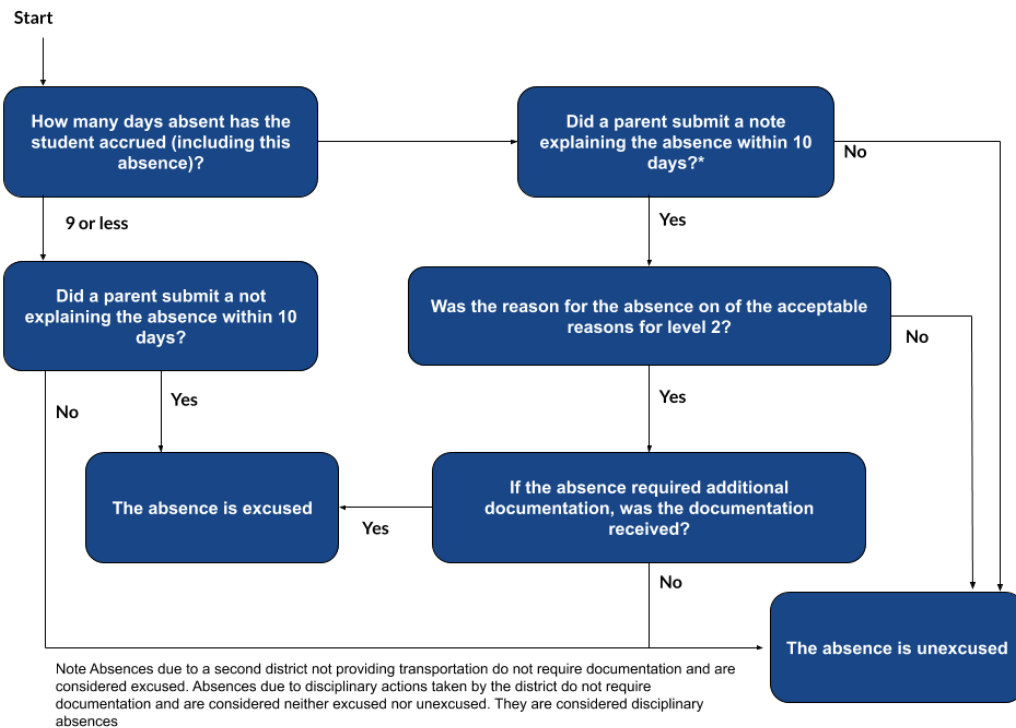 Start
How many days absent has the
student accrued (including this
absence)?
Did a parent submit a note
explaining the absence within 10
days?*
No
9 or less
Yes
Did a parent submit a not
explaining the absence within 10
days?
Was the reason for the absence on of the acceptable
reasons for level 2?
No
No
Yes
Yes
The absence is excused
Yes
If the absence required additional
documentation, was the documentation
received?
No
The absence is unexcused
Note Absences due to a second district not providing transportation do not require documentation and are
considered excused. Absences due to disciplinary actions taken by the district do not require
documentation and are considered neither excused nor unexcused. They are considered disciplinary
absences